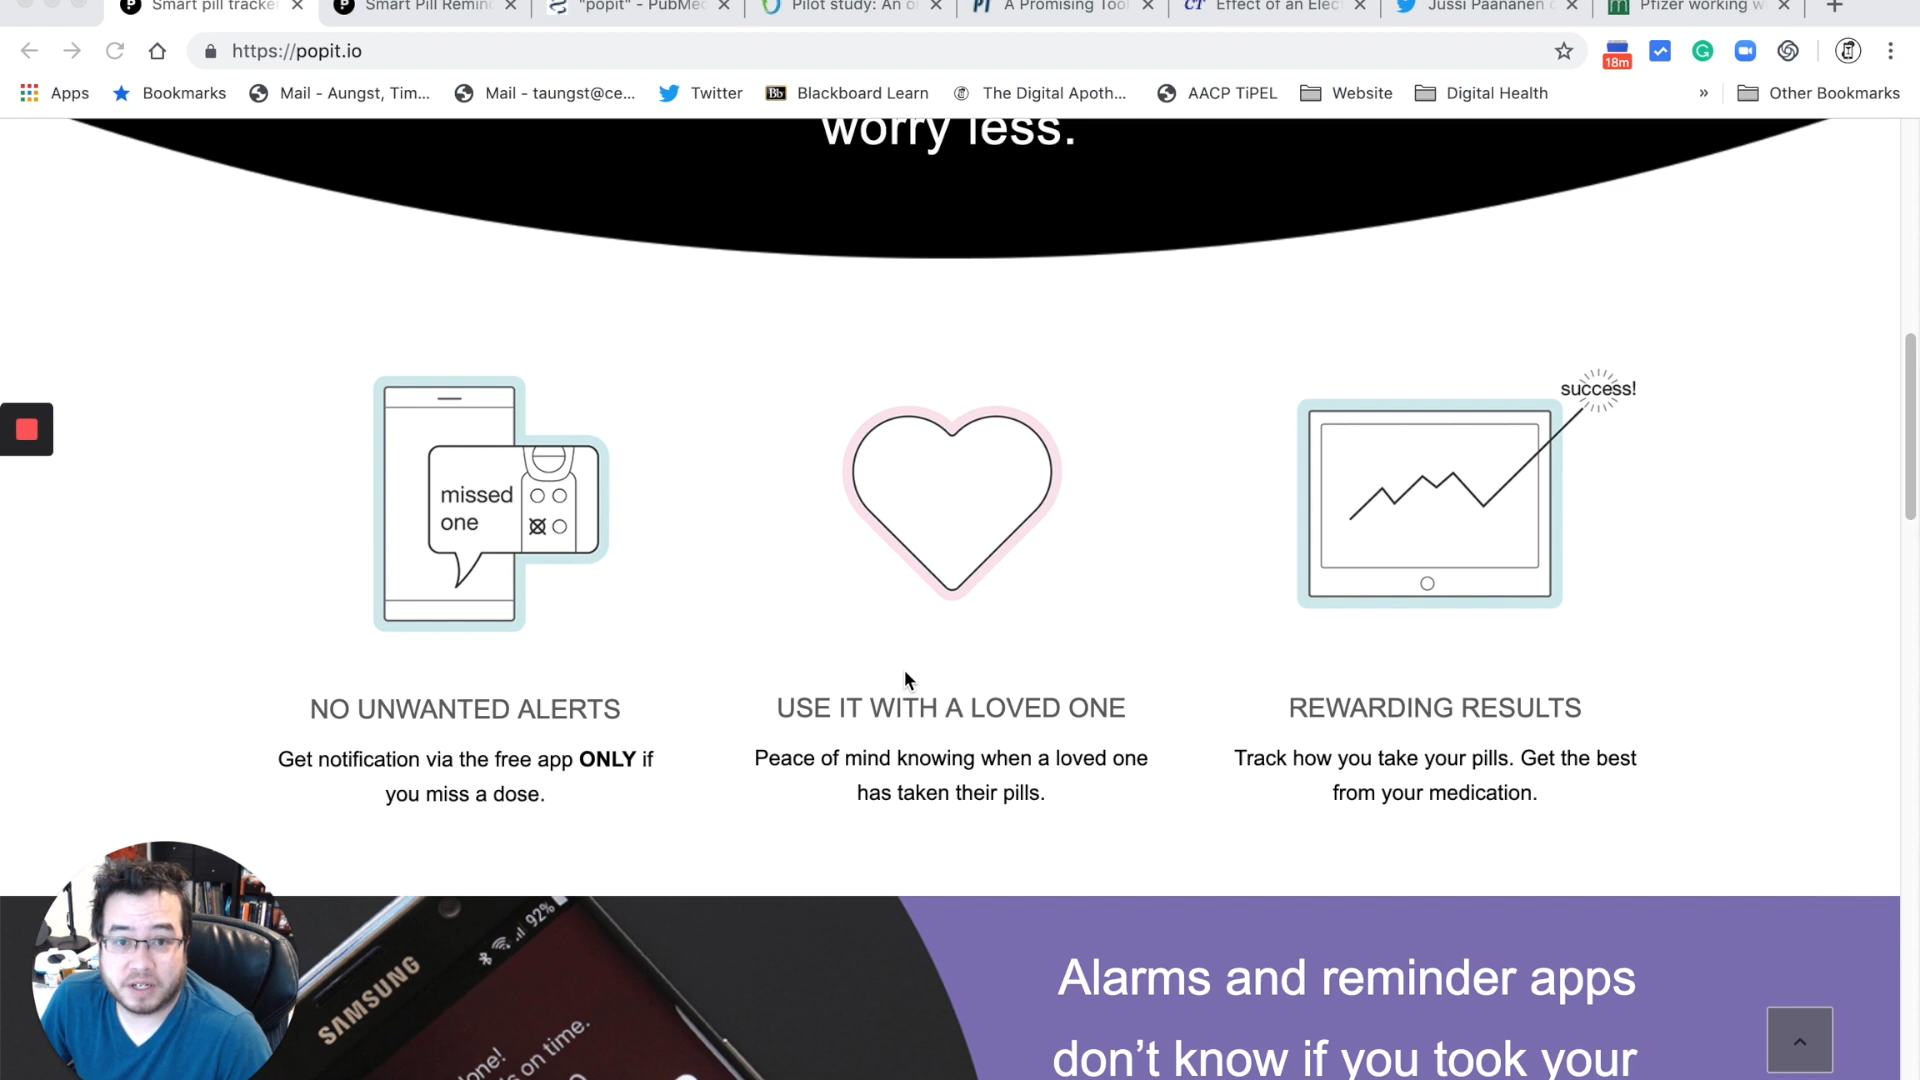 Smart pill tracke
Smart Pill Remin
"popit" - PubMed
Pilot study: An o
A Promising Tool
Effect of an Elec
Jussi Paananen
Pfizer working w
https://popit.io
18m
Apps
Bookmarks
Mail - Aungst, Tim...
Mail - taungst@ce...
Twitter
Bb
Blackboard Learn
The Digital Apoth...
AACP TiPEL
Website
Digital Health
»
Other Bookmarks
worry less.
missed
one
success!
NO UNWANTED ALERTS
Get notification via the free app ONLY if
you miss a dose.
USE IT WITH A LOVED ONE
Peace of mind knowing when a loved one
has taken their pills.
REWARDING RESULTS
Track how you take your pills. Get the best
from your medication.
92%
SAMSUNG
one!
on time.
Alarms and reminder apps
don't know if you took your